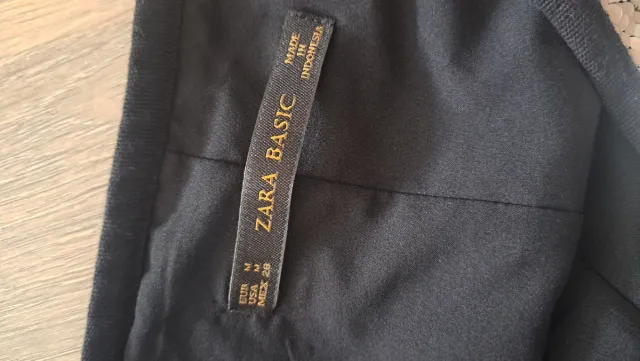 MADE
IN
INDONESIA
ZARA BASIC
EUR M
USA M
MEX 28